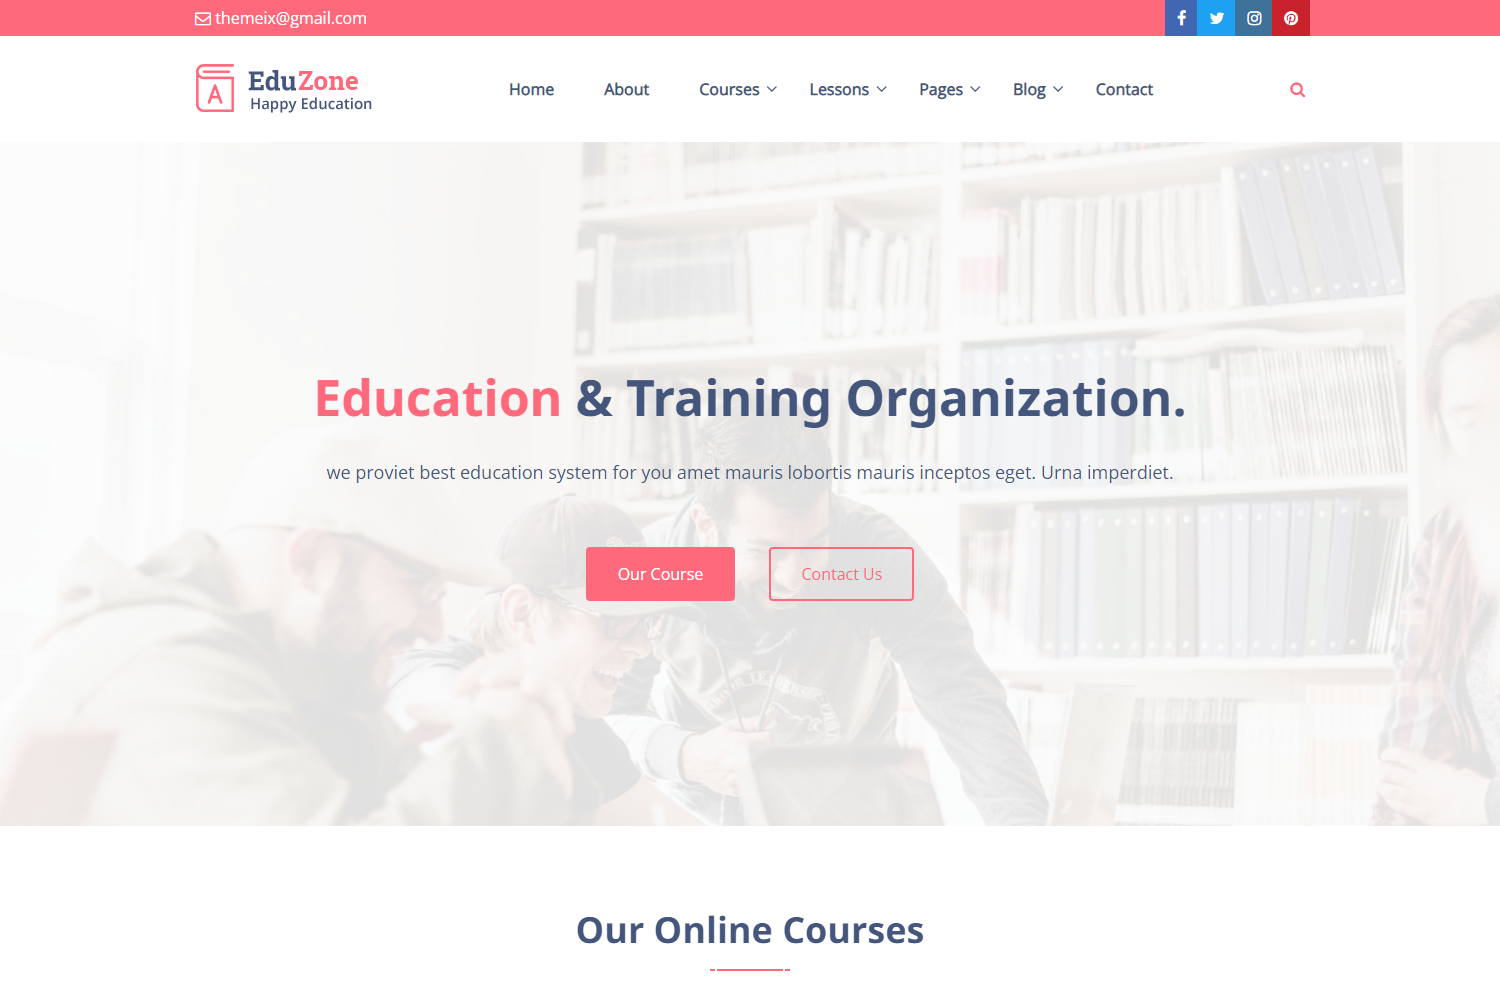 themeix@gmail.com
A
EduZone
Happy Education
Home About Courses Lessons Pages Blog Contact
Education & Training Organization.
we proviet best education system for you amet mauris lobortis mauris inceptos eget. Urna imperdiet.
Our Course Contact Us
Our Online Courses